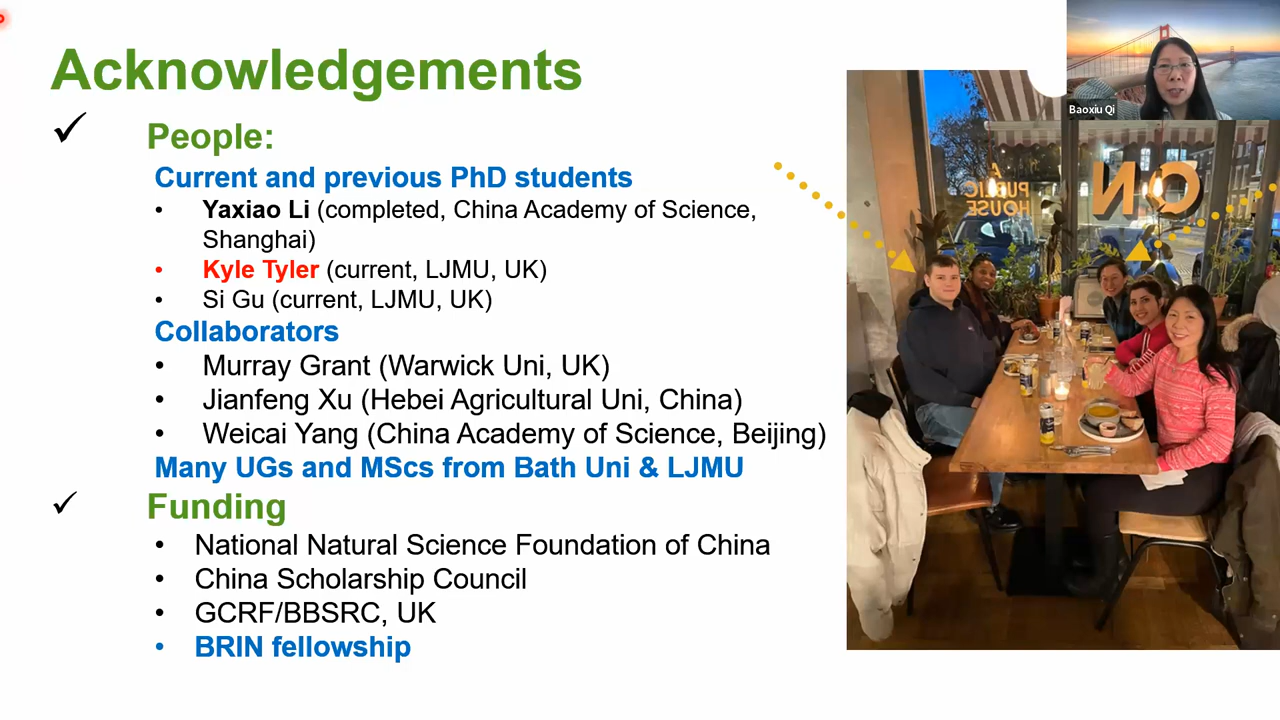 Acknowledgements
✓ People:
Current and previous PhD students
• Yaxiao Li (completed, China Academy of Science,
Shanghai)
• Kyle Tyler (current, LJMU, UK)
• Si Gu (current, LJMU, UK)
Collaborators
• Murray Grant (Warwick Uni, UK)
• Jianfeng Xu (Hebei Agricultural Uni, China)
• Weicai Yang (China Academy of Science, Beijing)
Many UGs and MScs from Bath Uni & LJMU
✓ Funding
• National Natural Science Foundation of China
• China Scholarship Council
• GCRF/BBSRC, UK
• BRIN fellowship
Baoxiu Qi
A
PUBLIC
HOUSE
ON